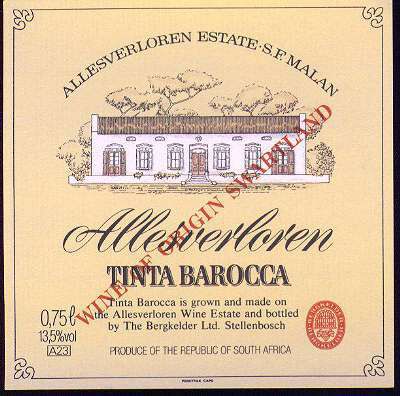 ALLESVERLOREN ESTATE · S.F. MALAN
WINE OF ORIGIN SWARTLAND
Allesverloren
TINTA BAROCCA
0,75ℓ
13,5%vol
A23
Tinta Barocca is grown and made on
the Allesverloren Wine Estate and bottled
by The Bergkelder Ltd. Stellenbosch
PRODUCE OF THE REPUBLIC OF SOUTH AFRICA